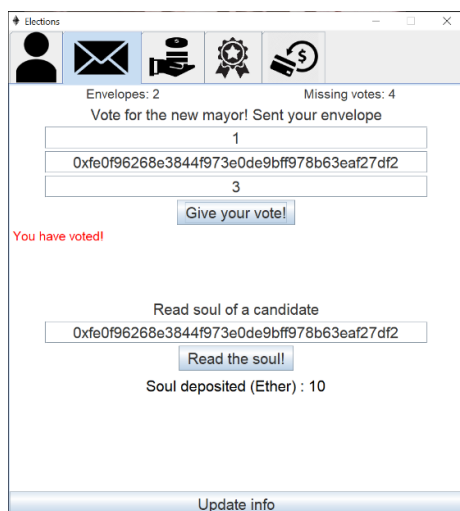 Elections
Envelopes: 2 Missing votes: 4
Vote for the new mayor! Sent your envelope
1
0xfe0f96268e3844f973e0de9bff978b63eaf27df2
3
Give your vote!
You have voted!
Read soul of a candidate
0xfe0f96268e3844f973e0de9bff978b63eaf27df2
Read the soul!
Soul deposited (Ether) : 10
Update info